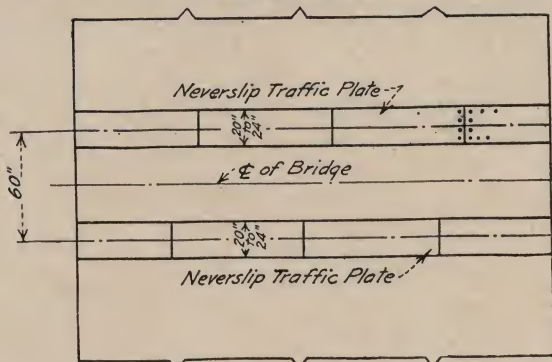 Neverslip Traffic Plate
20"
to
24"
℄ of Bridge
60"
20"
to
24"
Neverslip Traffic Plate